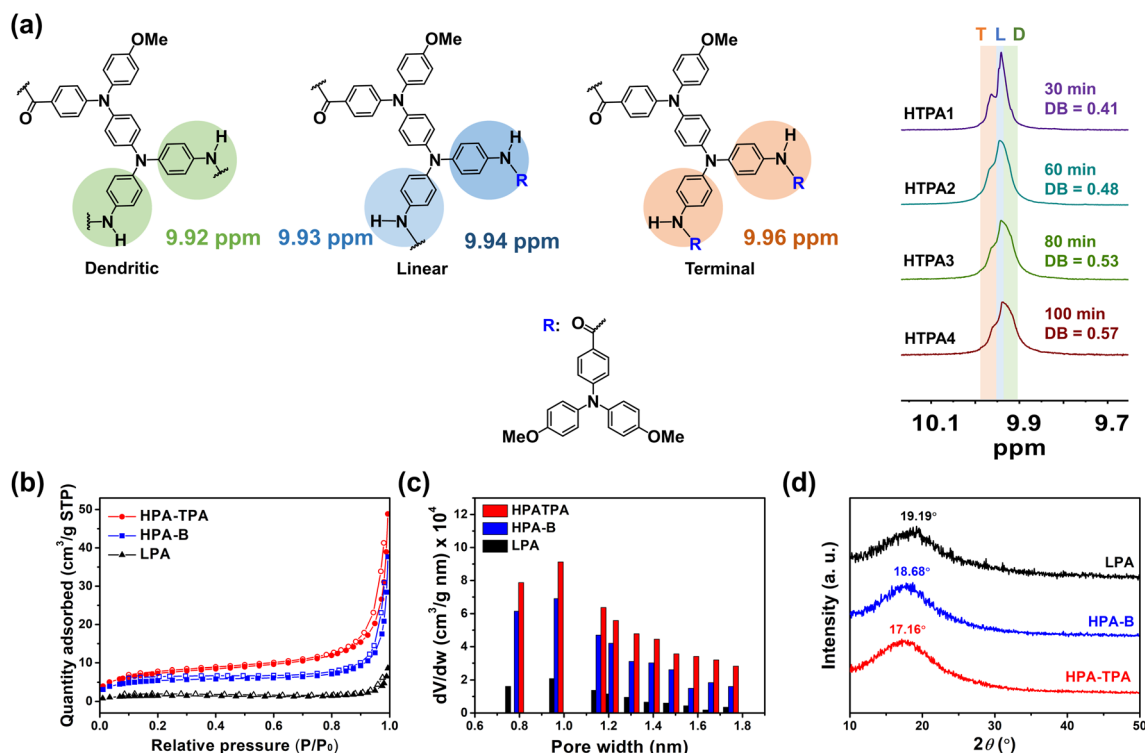 (a)
OMe
O
N
N
H
N
N
H
9.92 ppm
Dendritic
OMe
O
N
N
H
N
R
H N
9.93 ppm
9.94 ppm
Linear
OMe
O
N
N
H
N
R
H N
R
9.96 ppm
Terminal
R:
O
N
MeO
OMe
T L D
HTPA1
30 min
DB = 0.41
HTPA2
60 min
DB = 0.48
HTPA3
80 min
DB = 0.53
HTPA4
100 min
DB = 0.57
10.1 9.9 9.7
ppm
(b)
Quantity adsorbed (cm³/g STP)
50
40
30
20
10
0
HPA-TPA
HPA-B
LPA
0.0 0.2 0.4 0.6 0.8 1.0
Relative pressure (P/P₀)
(c)
dV/dw (cm³/g nm) x 10⁴
12
10
8
6
4
2
0
HPATPA
HPA-B
LPA
0.6 0.8 1.0 1.2 1.4 1.6 1.8
Pore width (nm)
(d)
Intensity (a. u.)
19.19°
LPA
18.68°
HPA-B
17.16°
HPA-TPA
10 20 30 40 50
2θ (°)